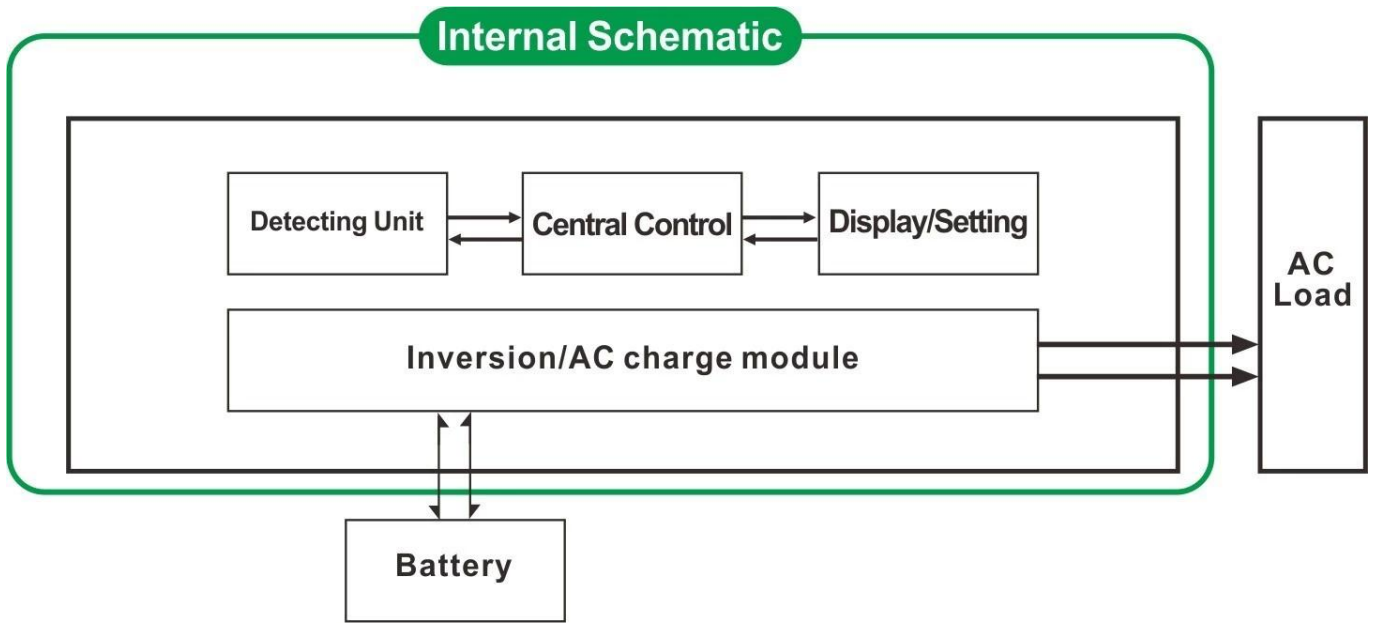 Internal Schematic
Detecting Unit
Central Control
Display/Setting
AC
Load
Inversion/AC charge module
Battery